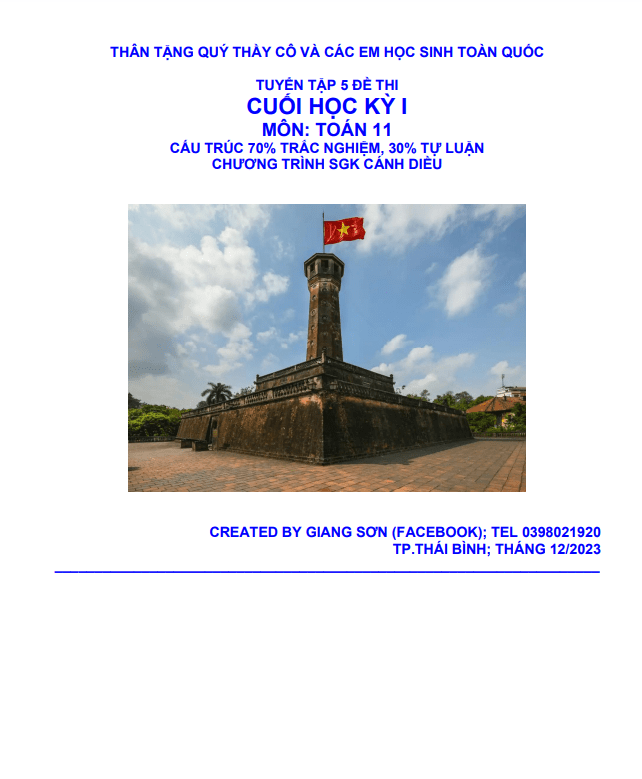 THÂN TẶNG QUÝ THẦY CÔ VÀ CÁC EM HỌC SINH TOÀN QUỐC
TUYỂN TẬP 5 ĐỀ THI
CUỐI HỌC KỲ I
MÔN: TOÁN 11
CẤU TRÚC 70% TRẮC NGHIỆM, 30% TỰ LUẬN
CHƯƠNG TRÌNH SGK CÁNH DIỀU
CREATED BY GIANG SƠN (FACEBOOK); TEL 0398021920
TP.THÁI BÌNH; THÁNG 12/2023